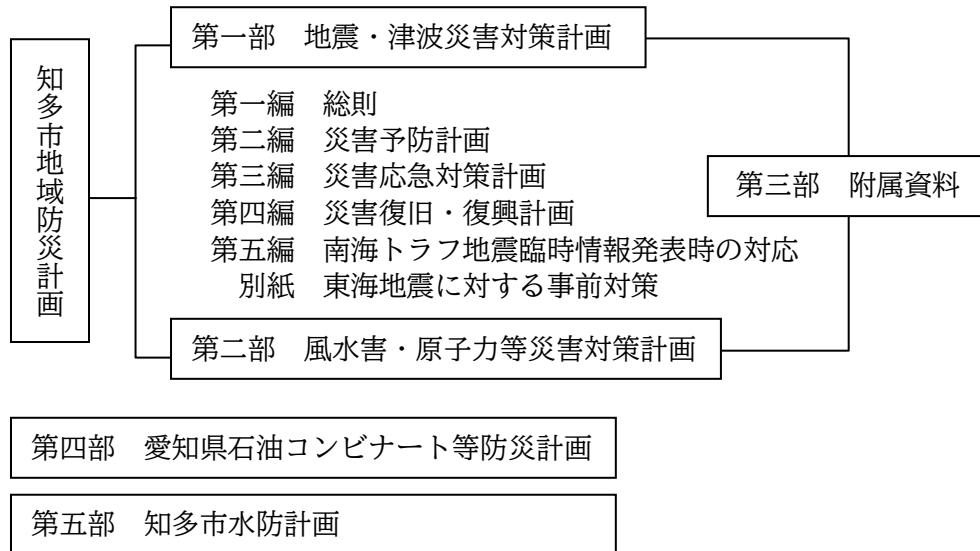 知多市地域防災計画
第一部　地震・津波災害対策計画
第一編　総則
第二編　災害予防計画
第三編　災害応急対策計画
第四編　災害復旧・復興計画
第五編　南海トラフ地震臨時情報発表時の対応
別紙　東海地震に対する事前対策
第二部　風水害・原子力等災害対策計画
第三部　附属資料
第四部　愛知県石油コンビナート等防災計画
第五部　知多市水防計画